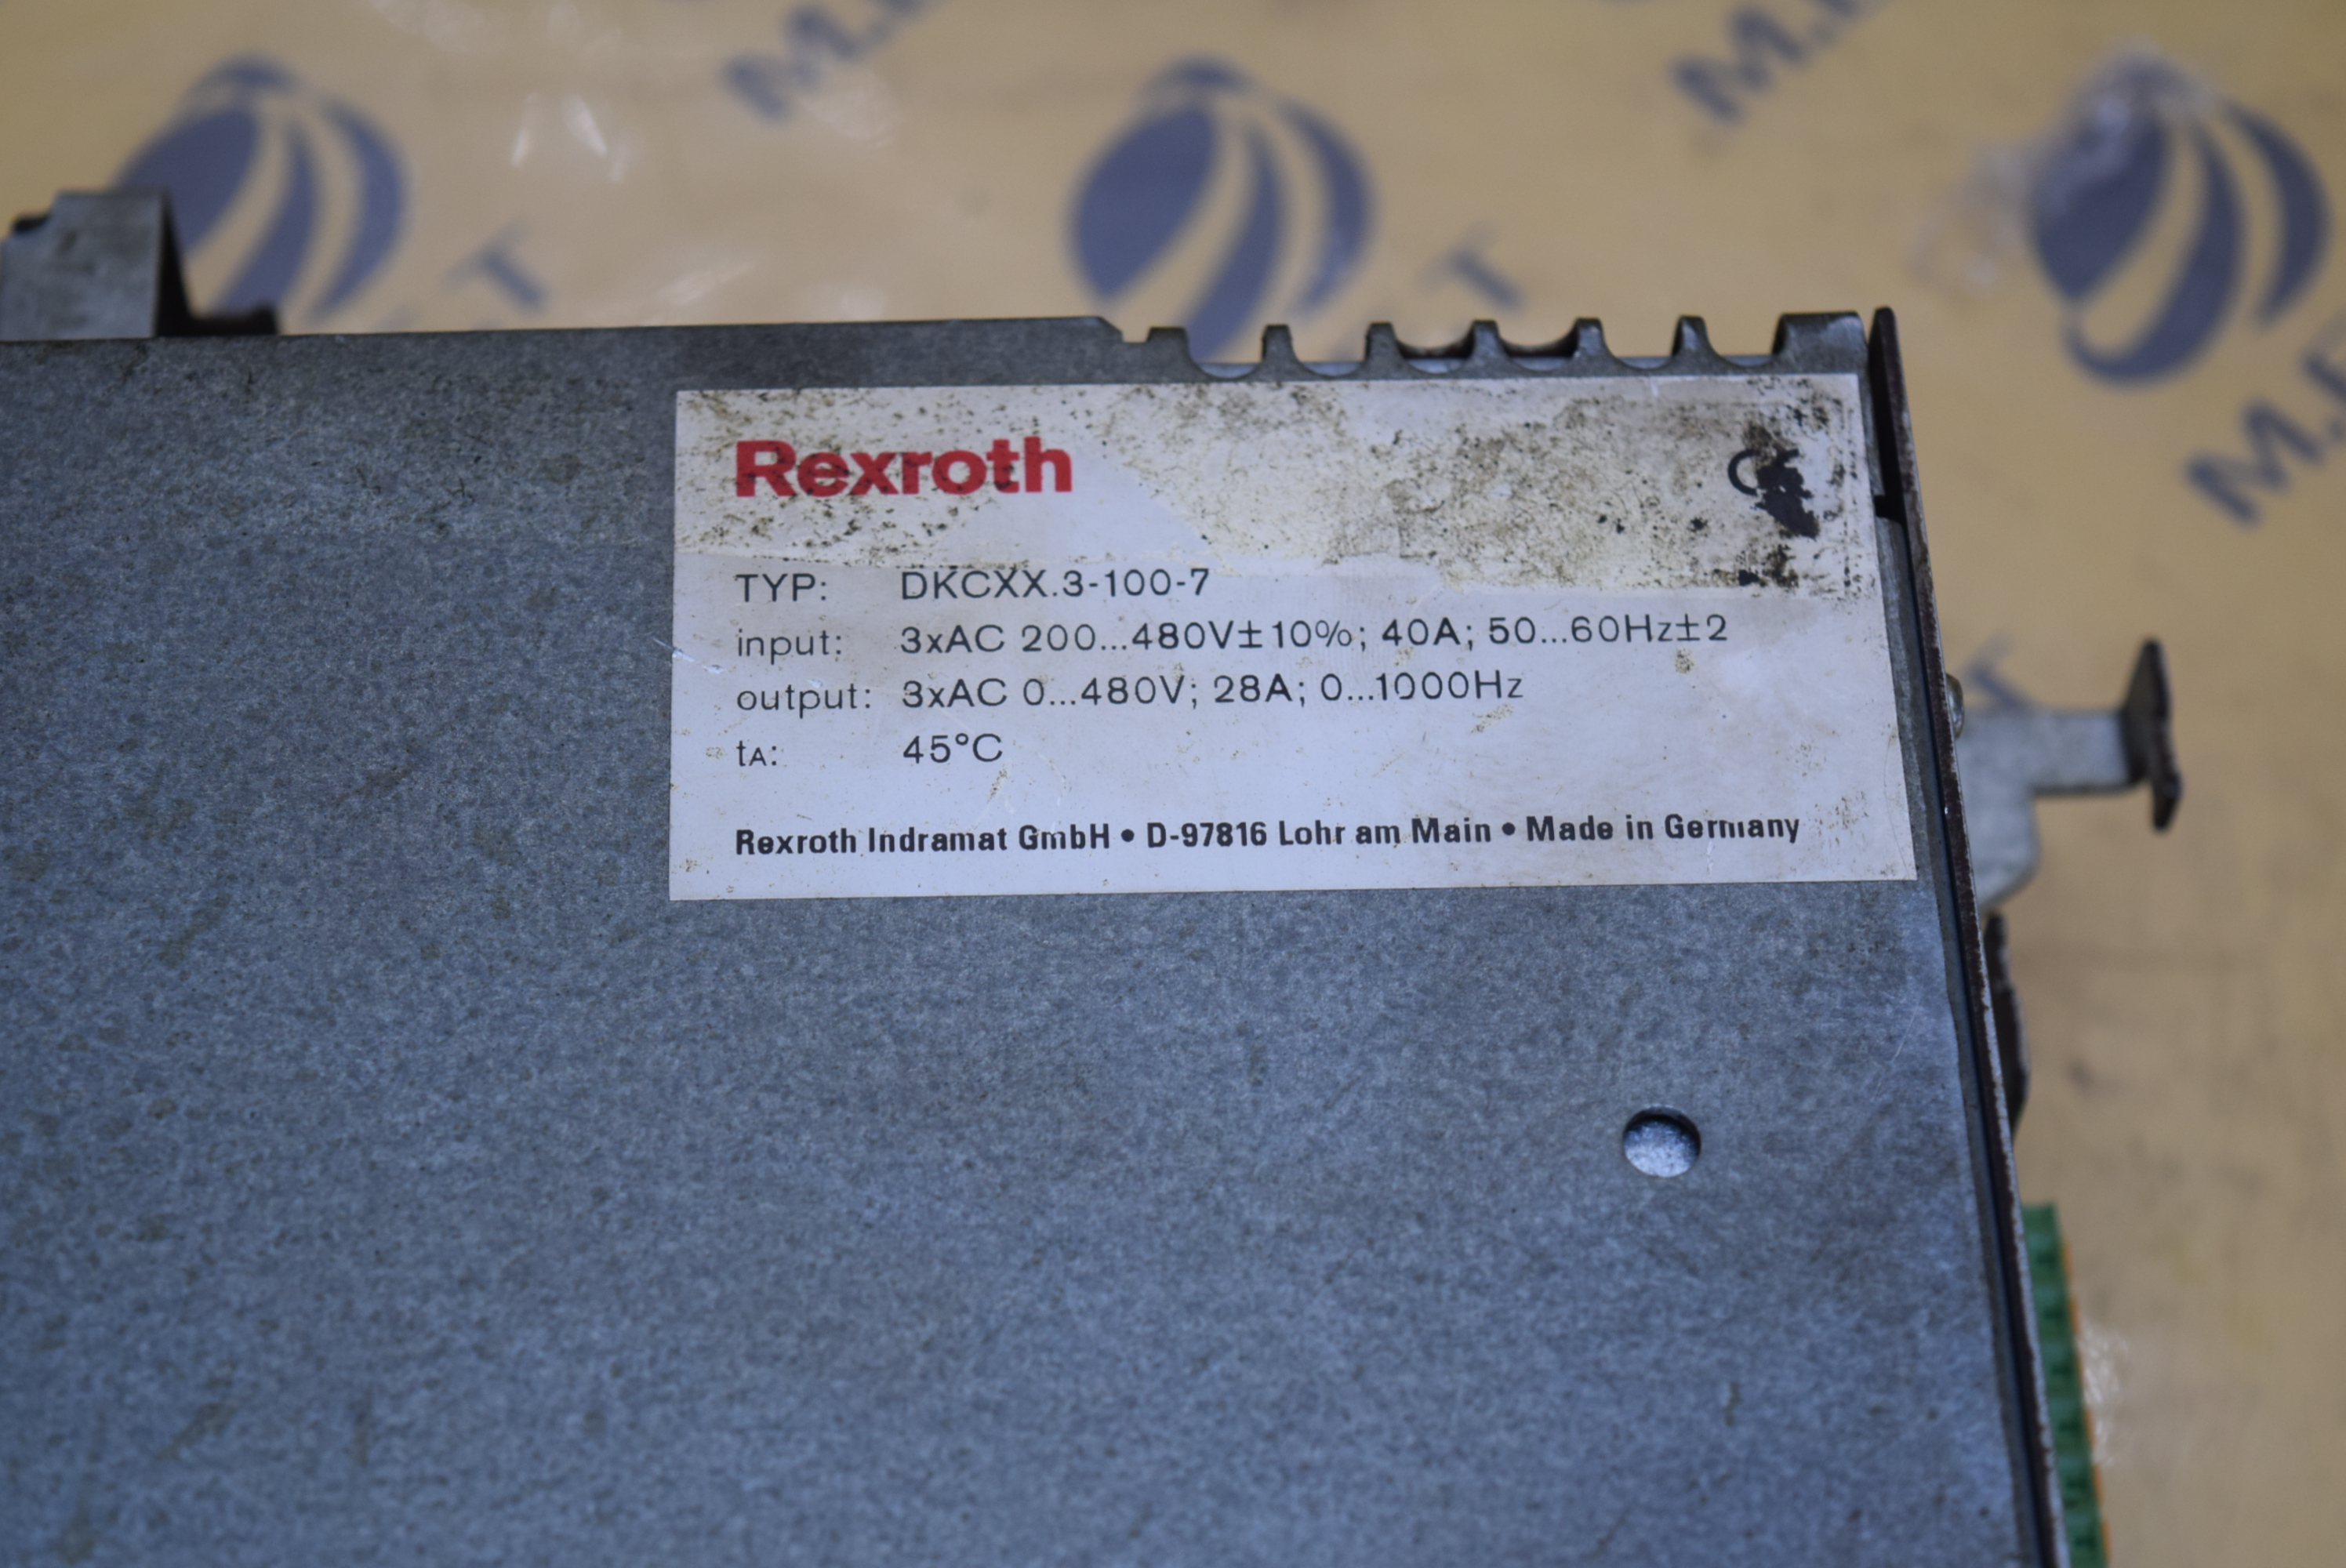 Rexroth
CE
TYP: DKCXX.3-100-7
input: 3xAC 200...480V±10%; 40A; 50...60Hz±2
output: 3xAC 0...480V; 28A; 0...1000Hz
tA: 45°C
Rexroth Indramat GmbH • D-97816 Lohr am Main • Made in Germany